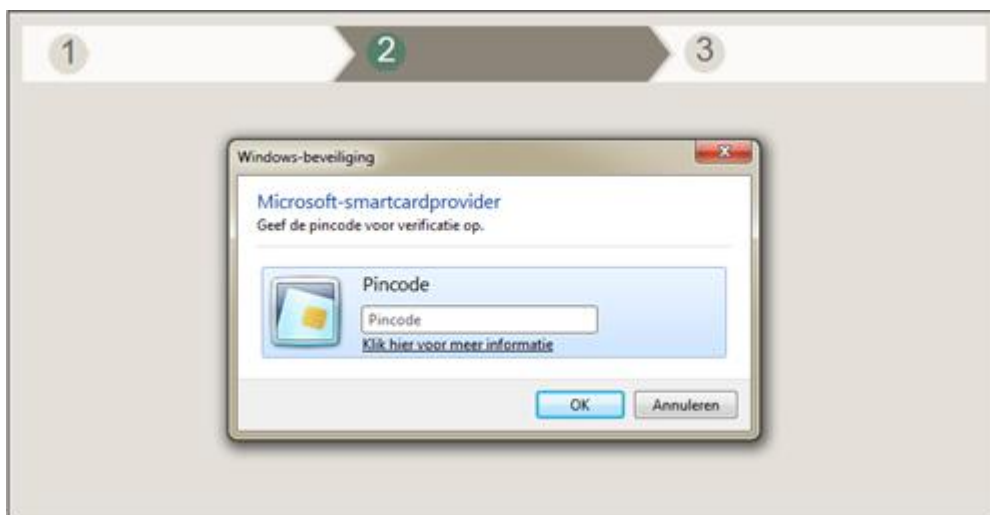 1 2 3
Windows-beveiliging
Microsoft-smartcardprovider
Geef de pincode voor verificatie op.
Pincode
Pincode
Klik hier voor meer informatie
OK Annuleren